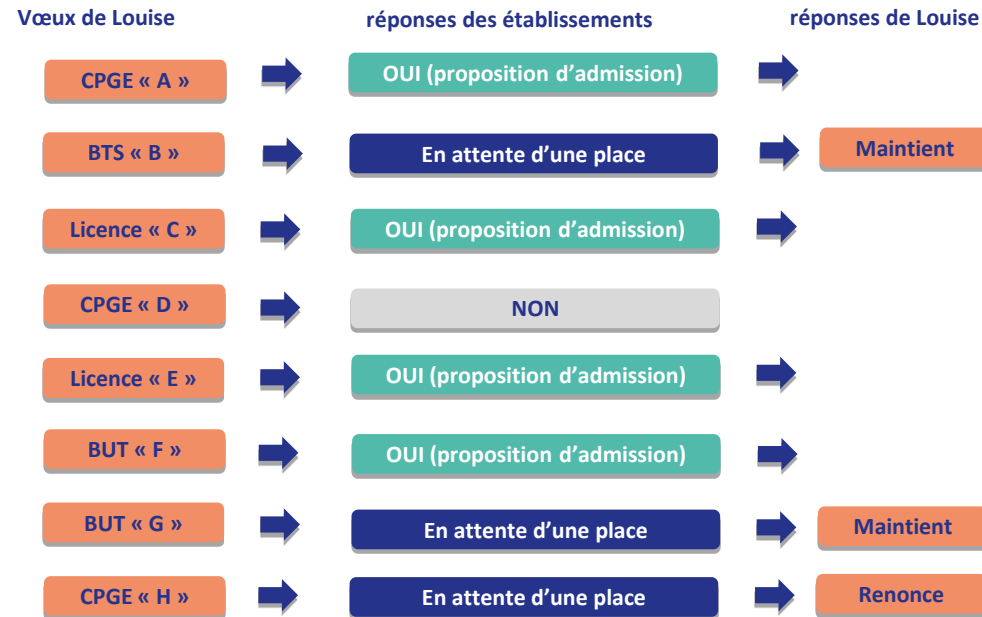 Vœux de Louise réponses des établissements réponses de Louise
CPGE « A » OUI (proposition d’admission)
BTS « B » En attente d’une place Maintient
Licence « C » OUI (proposition d’admission)
CPGE « D » NON
Licence « E » OUI (proposition d’admission)
BUT « F » OUI (proposition d’admission)
BUT « G » En attente d’une place Maintient
CPGE « H » En attente d’une place Renonce